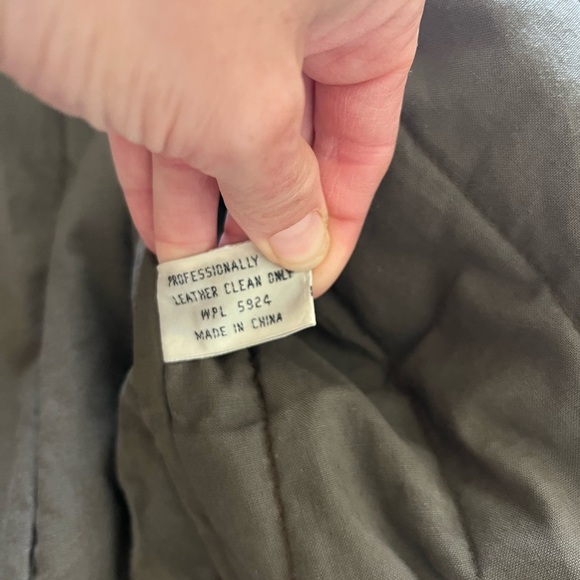 PROFESSIONALLY
LEATHER CLEAN ONLY
WPL 5924
MADE IN CHINA